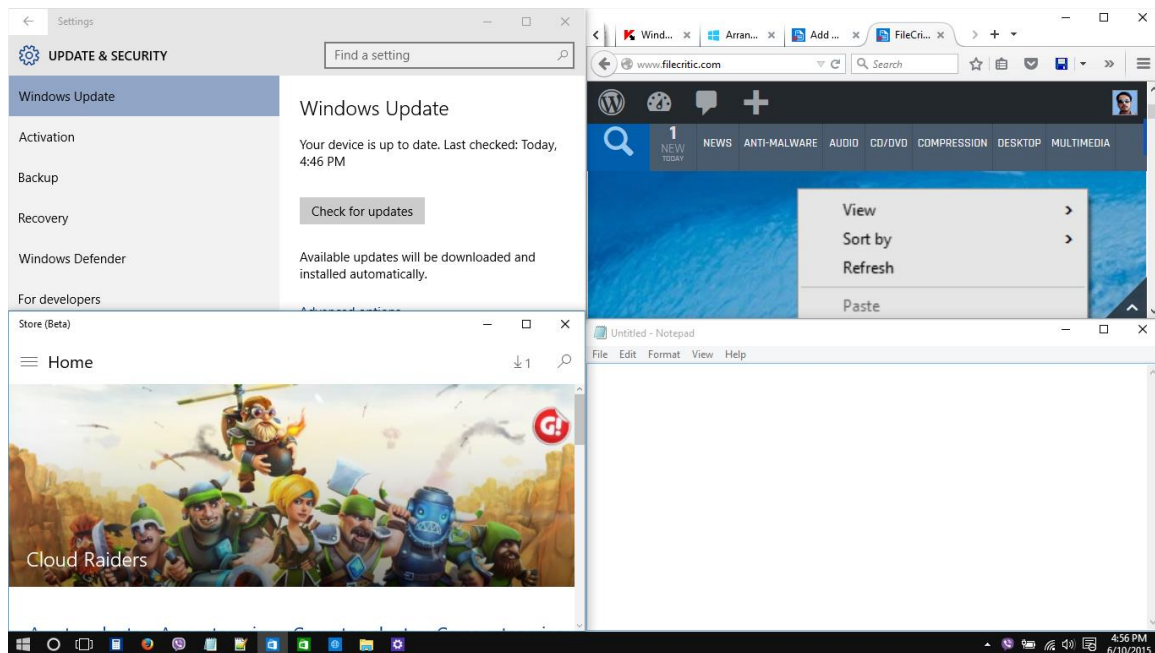 Settings
UPDATE & SECURITY
Find a setting
Windows Update
Activation
Backup
Recovery
Windows Defender
For developers
Windows Update
Your device is up to date. Last checked: Today,
4:46 PM
Check for updates
Available updates will be downloaded and
installed automatically.
Advanced options
Wind...
Arran...
Add ...
FileCri...
www.filecritic.com
Search
1
NEW
TODAY
NEWS ANTI-MALWARE AUDIO CD/DVD COMPRESSION DESKTOP MULTIMEDIA
View
Sort by
Refresh
Paste
Store (Beta)
Home
1
G!
Cloud Raiders
Untitled - Notepad
File Edit Format View Help
4:56 PM
6/10/2015